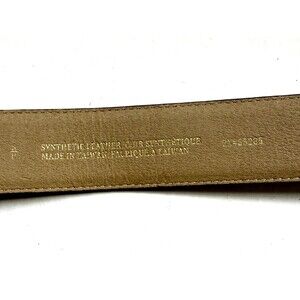 SYNTHETIC LEATHER/CUIR SYNTHETIQUE
MADE IN TAIWAN/FABRIQUE A TAIWAN